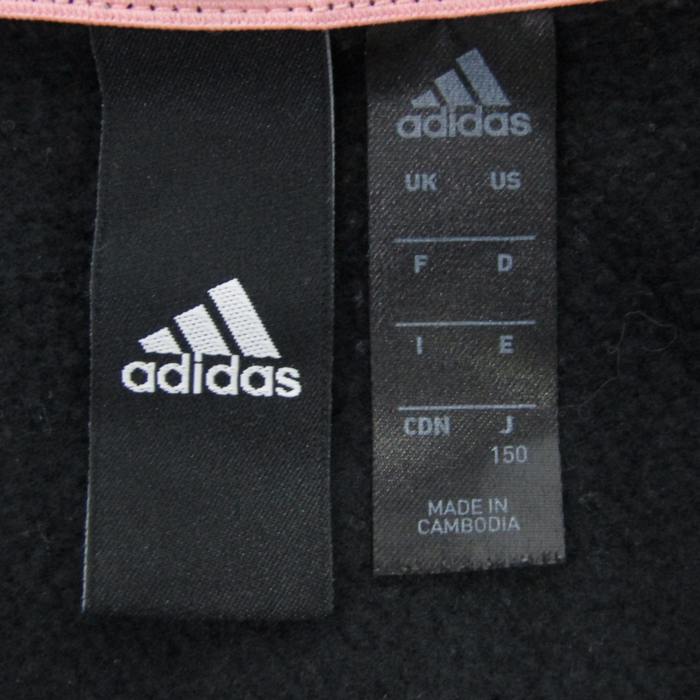 adidas
adidas
UK US
F D
I E
CDN J
150
MADE IN
CAMBODIA